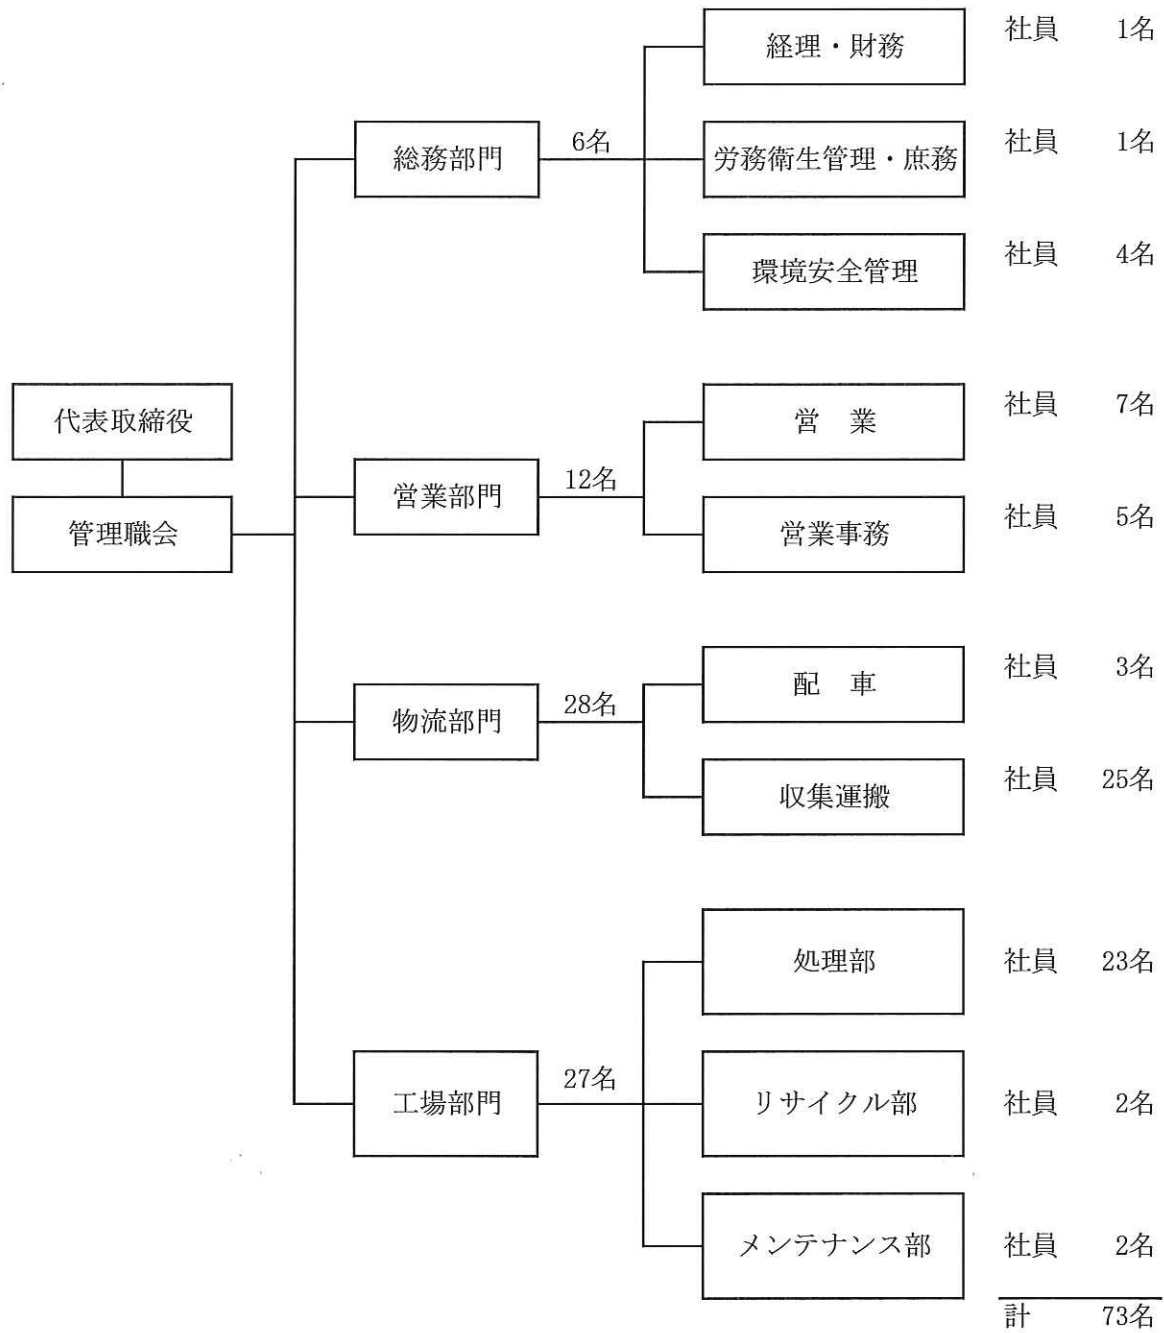 経理・財務 社員 1名
総務部門 6名 労務衛生管理・庶務 社員 1名
環境安全管理 社員 4名
代表取締役
管理職会
営　業 社員 7名
営業部門 12名
営業事務 社員 5名
配　車 社員 3名
物流部門 28名
収集運搬 社員 25名
処理部 社員 23名
工場部門 27名 リサイクル部 社員 2名
メンテナンス部 社員 2名
計 73名